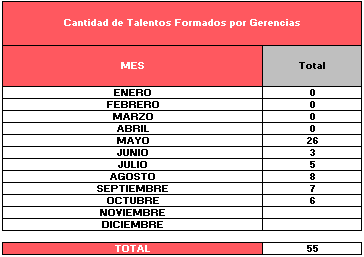 Cantidad de Talentos Formados por Gerencias
MES Total
ENERO 0
FEBRERO 0
MARZO 0
ABRIL 0
MAYO 26
JUNIO 3
JULIO 5
AGOSTO 8
SEPTIEMBRE 7
OCTUBRE 6
NOVIEMBRE
DICIEMBRE
TOTAL 55